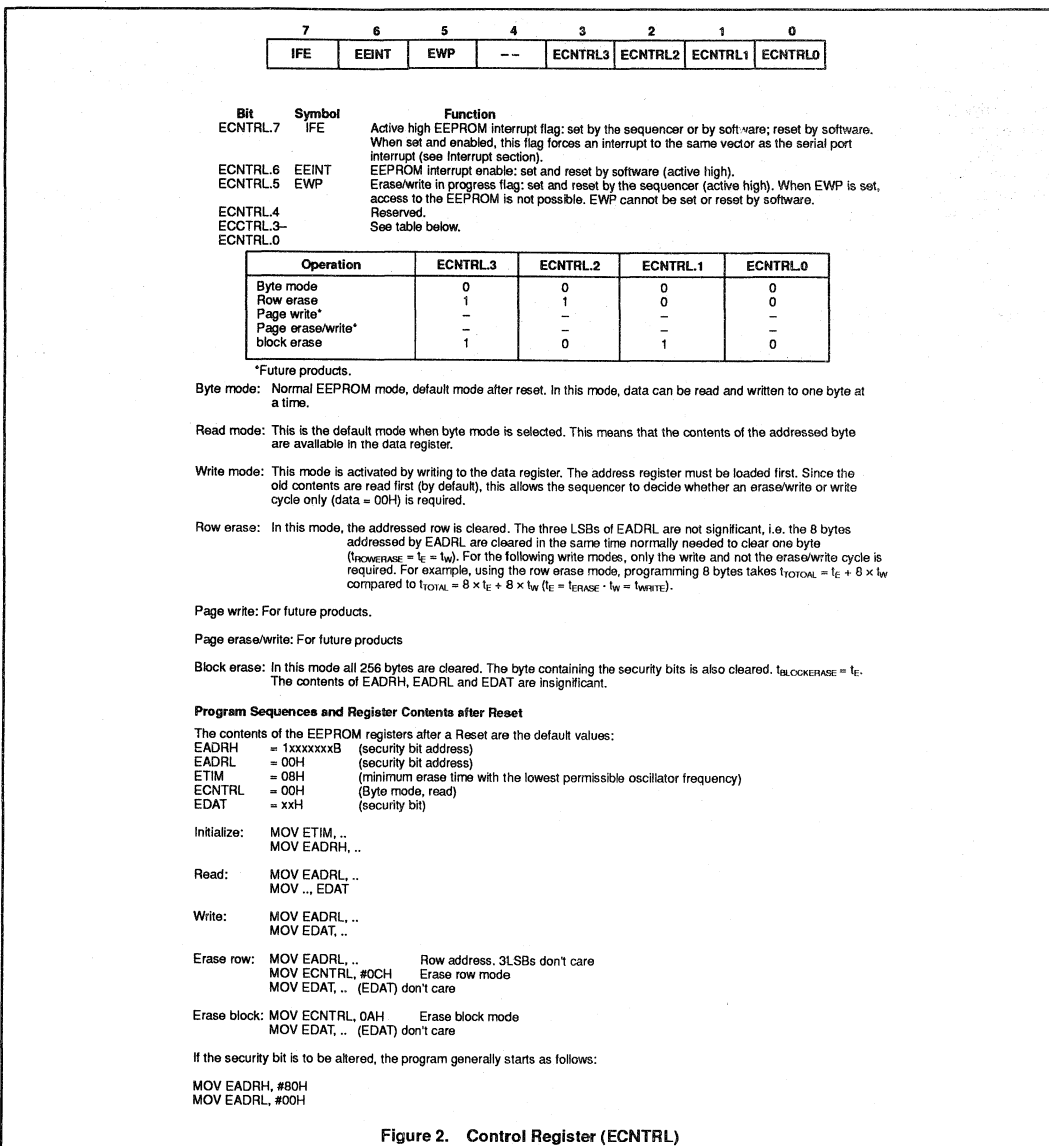 7 6 5 4 3 2 1 0
IFE EEINT EWP –– ECNTRL3 ECNTRL2 ECNTRL1 ECNTRL0
Bit Symbol Function
ECNTRL.7 IFE Active high EEPROM interrupt flag: set by the sequencer or by software; reset by software.
When set and enabled, this flag forces an interrupt to the same vector as the serial port
interrupt (see Interrupt section).
ECNTRL.6 EEINT EEPROM interrupt enable: set and reset by software (active high).
ECNTRL.5 EWP Erase/write in progress flag: set and reset by the sequencer (active high). When EWP is set,
access to the EEPROM is not possible. EWP cannot be set or reset by software.
ECNTRL.4 Reserved.
ECCTRL.3– See table below.
ECNTRL.0
Operation ECNTRL.3 ECNTRL.2 ECNTRL.1 ECNTRL.0
Byte mode 0 0 0 0
Row erase 1 1 0 0
Page write* – – – –
Page erase/write* – – – –
block erase 1 0 1 0
*Future products.
Byte mode: Normal EEPROM mode, default mode after reset. In this mode, data can be read and written to one byte at
a time.
Read mode: This is the default mode when byte mode is selected. This means that the contents of the addressed byte
are available in the data register.
Write mode: This mode is activated by writing to the data register. The address register must be loaded first. Since the
old contents are read first (by default), this allows the sequencer to decide whether an erase/write or write
cycle only (data = 00H) is required.
Row erase: In this mode, the addressed row is cleared. The three LSBs of EADRL are not significant, i.e. the 8 bytes
addressed by EADRL are cleared in the same time normally needed to clear one byte
(tROWERASE = tE = tW). For the following write modes, only the write and not the erase/write cycle is
required. For example, using the row erase mode, programming 8 bytes takes tTOTOAL = tE + 8 × tW
compared to tTOTAL = 8 × tE + 8 × tW (tE = tERASE - tW = tWRITE).
Page write: For future products.
Page erase/write: For future products
Block erase: In this mode all 256 bytes are cleared. The byte containing the security bits is also cleared. tBLOCKERASE = tE.
The contents of EADRH, EADRL and EDAT are insignificant.
Program Sequences and Register Contents after Reset
The contents of the EEPROM registers after a Reset are the default values:
EADRH = 1xxxxxxxB (security bit address)
EADRL = 00H (security bit address)
ETIM = 08H (minimum erase time with the lowest permissible oscillator frequency)
ECNTRL = 00H (Byte mode, read)
EDAT = xxH (security bit)
Initialize: MOV ETIM, ..
MOV EADRH, ..
Read: MOV EADRL, ..
MOV .., EDAT
Write: MOV EADRL, ..
MOV EDAT, ..
Erase row: MOV EADRL, .. Row address. 3LSBs don't care
MOV ECNTRL, #0CH Erase row mode
MOV EDAT, .. (EDAT) don't care
Erase block: MOV ECNTRL, 0AH Erase block mode
MOV EDAT, .. (EDAT) don't care
If the security bit is to be altered, the program generally starts as follows:
MOV EADRH, #80H
MOV EADRL, #00H
Figure 2. Control Register (ECNTRL)